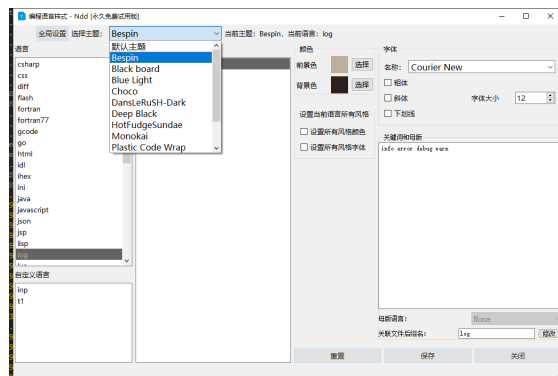 编程语言样式 - Ndd [永久免费试用版]
全局设置 选择主题: Bespin 当前主题: Bespin, 当前语言: log
默认主题
Bespin
Black board
Blue Light
Choco
DansLeRuSH-Dark
Deep Black
HotFudgeSundae
Monokai
Plastic Code Wrap
语言
csharp
css
diff
flash
fortran
fortran77
gcode
go
html
idl
ihex
ini
java
javascript
json
jsp
lisp
log
自定义语言
inp
t1
颜色
前景色 选择
背景色 选择
设置当前语言所有风格
设置所有风格颜色
设置所有风格字体
字体
名称: Courier New
粗体
斜体 字体大小 12
下划线
关键词和母版
info error debug warn
母版语言: None
关联文件后缀名: log 修改
重置 保存 关闭